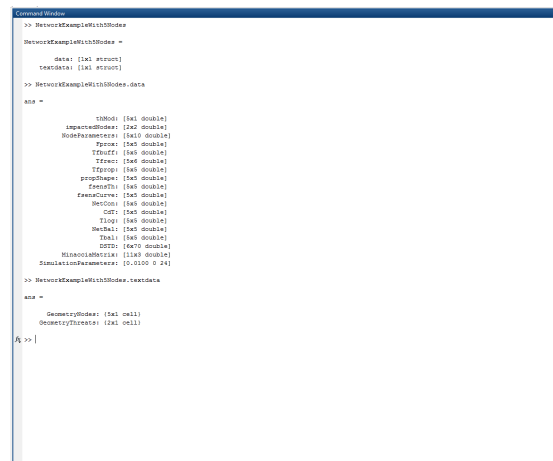 Command Window
>> NetworkExampleWith5Nodes
NetworkExampleWith5Nodes =
data: [1x1 struct]
textdata: [1x1 struct]
>> NetworkExampleWith5Nodes.data
ans =
thMod: [5x1 double]
impactedNodes: [2x2 double]
NodeParameters: [5x10 double]
Fprox: [5x5 double]
Tfbuff: [5x5 double]
Tfrec: [5x6 double]
Tfprop: [5x5 double]
propShape: [5x5 double]
fsensTh: [5x5 double]
fsensCurve: [5x5 double]
NetCon: [5x5 double]
CdT: [5x5 double]
Tlog: [5x5 double]
NetBal: [5x5 double]
Tbal: [5x5 double]
DSTD: [6x70 double]
MinacciaMatrix: [11x3 double]
SimulationParameters: [0.0100 0 24]
>> NetworkExampleWith5Nodes.textdata
ans =
GeometryNodes: {5x1 cell}
GeometryThreats: {2x1 cell}
fx >>